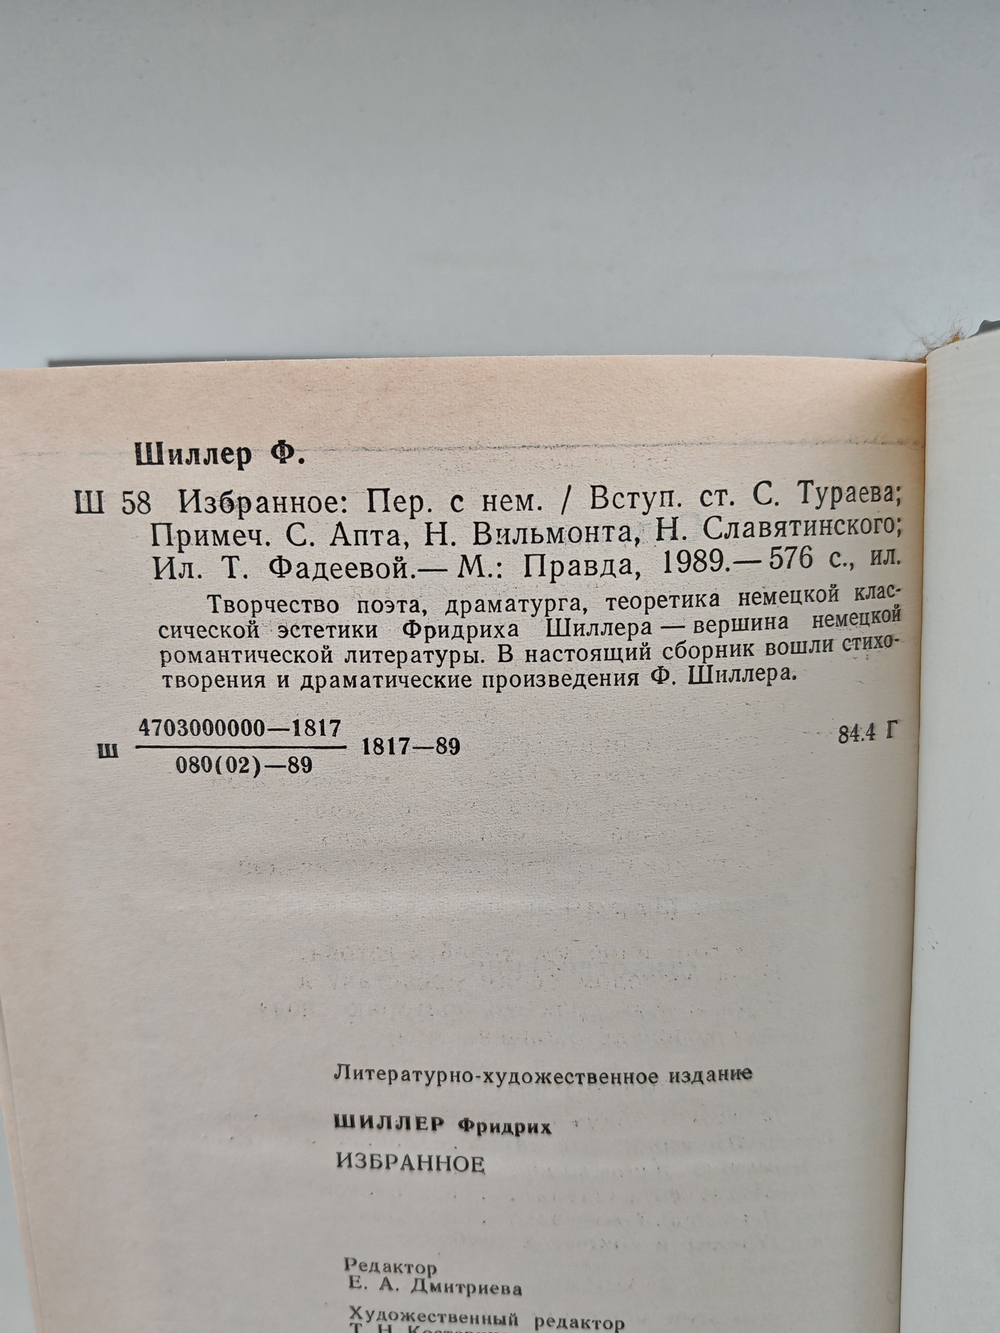 Шиллер Ф.
Ш 58 Избранное: Пер. с нем. / Вступ. ст. С. Тураева;
Примеч. С. Апта, Н. Вильмонта, Н. Славятинского;
Ил. Т. Фадеевой.— М.: Правда, 1989.— 576 с., ил.
Творчество поэта, драматурга, теоретика немецкой клас-
сической эстетики Фридриха Шиллера — вершина немецкой
романтической литературы. В настоящий сборник вошли стихо-
творения и драматические произведения Ф. Шиллера.
4703000000—1817
Ш 1817—89 84.4 Г
080(02)—89
Литературно-художественное издание
ШИЛЛЕР Фридрих
ИЗБРАННОЕ
Редактор
Е. А. Дмитриева
Художественный редактор
Т. Н.